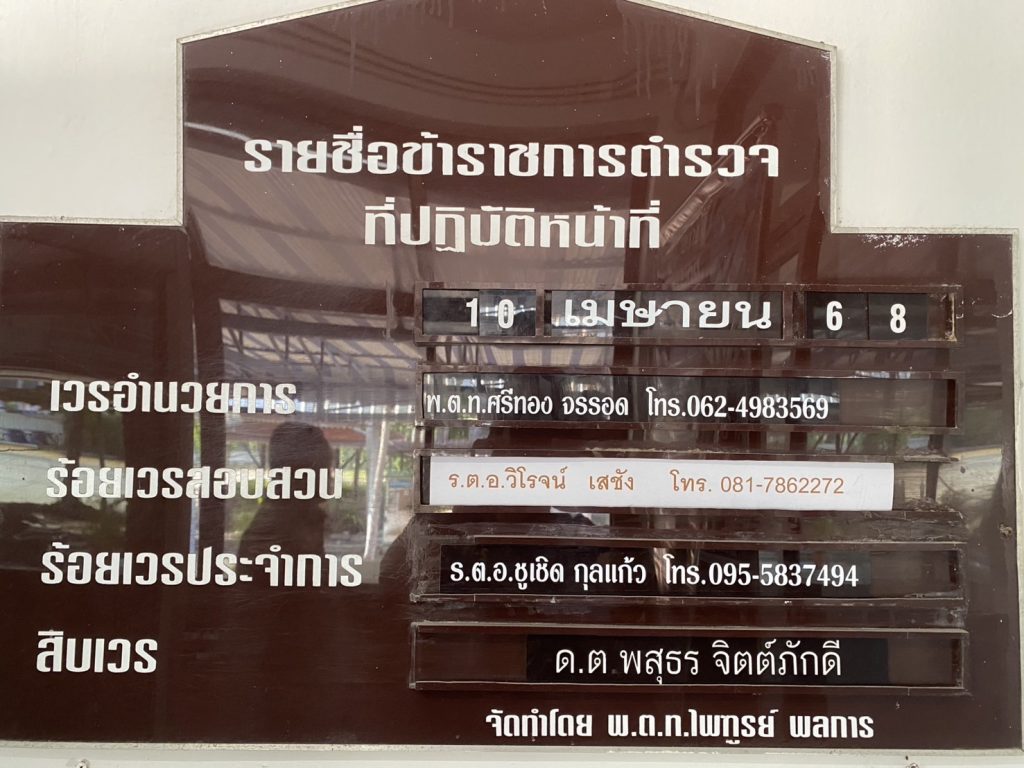 รายชื่อข้าราชการตำรวจ
ที่ปฏิบัติหน้าที่
10 เมษายน 68
เวรอำนวยการ พ.ต.ท.ศรีทอง จรรอด โทร.062-4983569
ร้อยเวรสอบสวน ร.ต.อ.วิโรจน์ เสชัง โทร. 081-7862272
ร้อยเวรประจำการ ร.ต.อ.ชูเชิด กุลแก้ว โทร.095-5837494
สิบเวร ด.ต พสุธร จิตต์ภักดี
จัดทำโดย พ.ต.ท.ไพฑูรย์ พลการ